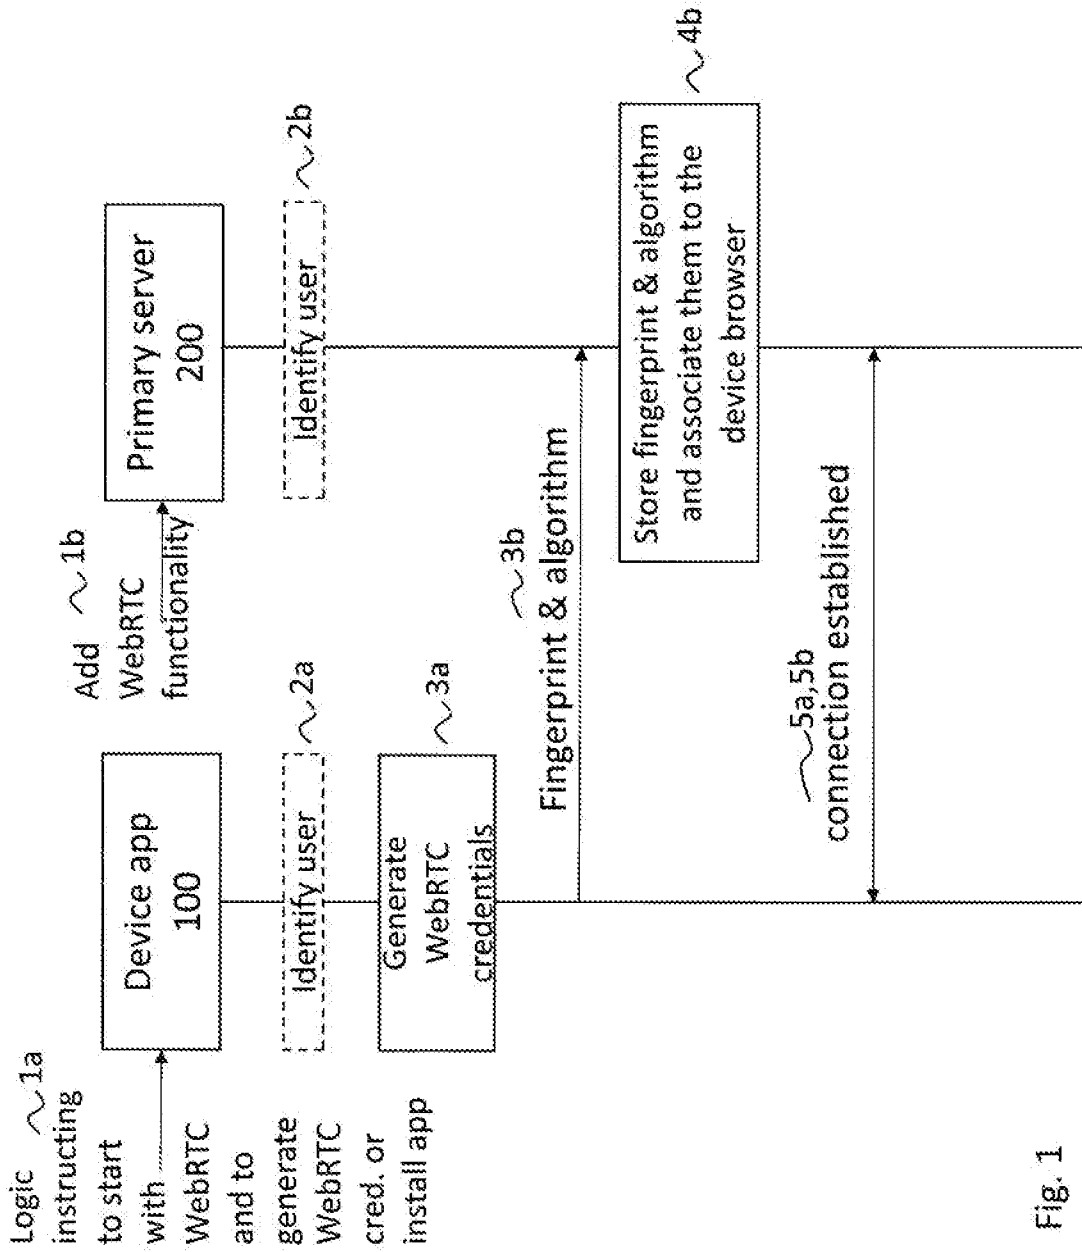 Logic
1a
instructing
to start
with
WebRTC
and to
generate
WebRTC
cred. or
install app
Device app
100
Add
1b
WebRTC
functionality
Primary server
200
Identify user
2a
Identify user
2b
Generate
WebRTC
credentials
3a
3b
Fingerprint & algorithm
Store fingerprint & algorithm
and associate them to the
device browser
4b
5a,5b
connection established
Fig. 1